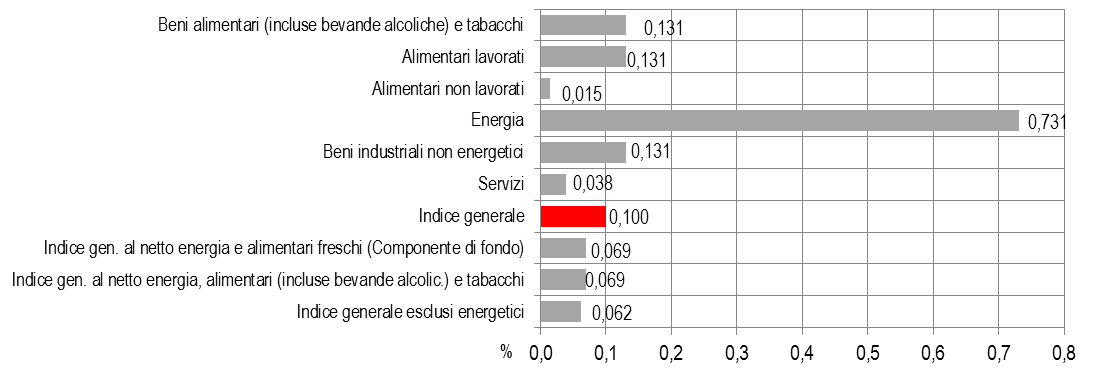 Beni alimentari (incluse bevande alcoliche) e tabacchi 0,131
Alimentari lavorati 0,131
Alimentari non lavorati 0,015
Energia 0,731
Beni industriali non energetici 0,131
Servizi 0,038
Indice generale 0,100
Indice gen. al netto energia e alimentari freschi (Componente di fondo) 0,069
Indice gen. al netto energia, alimentari (incluse bevande alcolic.) e tabacchi 0,069
Indice generale esclusi energetici 0,062
% 0,0 0,1 0,2 0,3 0,4 0,5 0,6 0,7 0,8